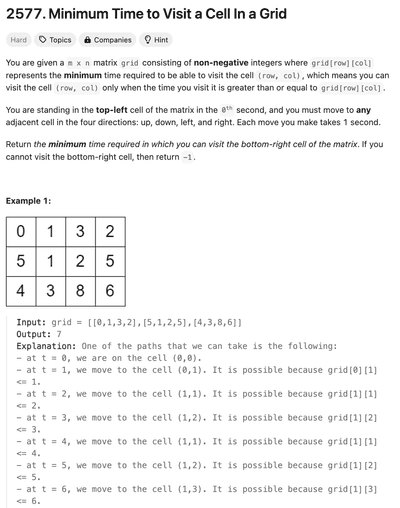 2577. Minimum Time to Visit a Cell In a Grid
Hard Topics Companies Hint
You are given a m x n matrix grid consisting of non-negative integers where grid[row][col]
represents the minimum time required to be able to visit the cell (row, col), which means you can
visit the cell (row, col) only when the time you visit it is greater than or equal to grid[row][col].
You are standing in the top-left cell of the matrix in the 0th second, and you must move to any
adjacent cell in the four directions: up, down, left, and right. Each move you make takes 1 second.
Return the minimum time required in which you can visit the bottom-right cell of the matrix. If you
cannot visit the bottom-right cell, then return -1.
Example 1:
0 1 3 2
5 1 2 5
4 3 8 6
Input: grid = [[0,1,3,2],[5,1,2,5],[4,3,8,6]]
Output: 7
Explanation: One of the paths that we can take is the following:
- at t = 0, we are on the cell (0,0).
- at t = 1, we move to the cell (0,1). It is possible because grid[0][1]
<= 1.
- at t = 2, we move to the cell (1,1). It is possible because grid[1][1]
<= 2.
- at t = 3, we move to the cell (1,2). It is possible because grid[1][2]
<= 3.
- at t = 4, we move to the cell (1,1). It is possible because grid[1][1]
<= 4.
- at t = 5, we move to the cell (1,2). It is possible because grid[1][2]
<= 5.
- at t = 6, we move to the cell (1,3). It is possible because grid[1][3]
<= 6.